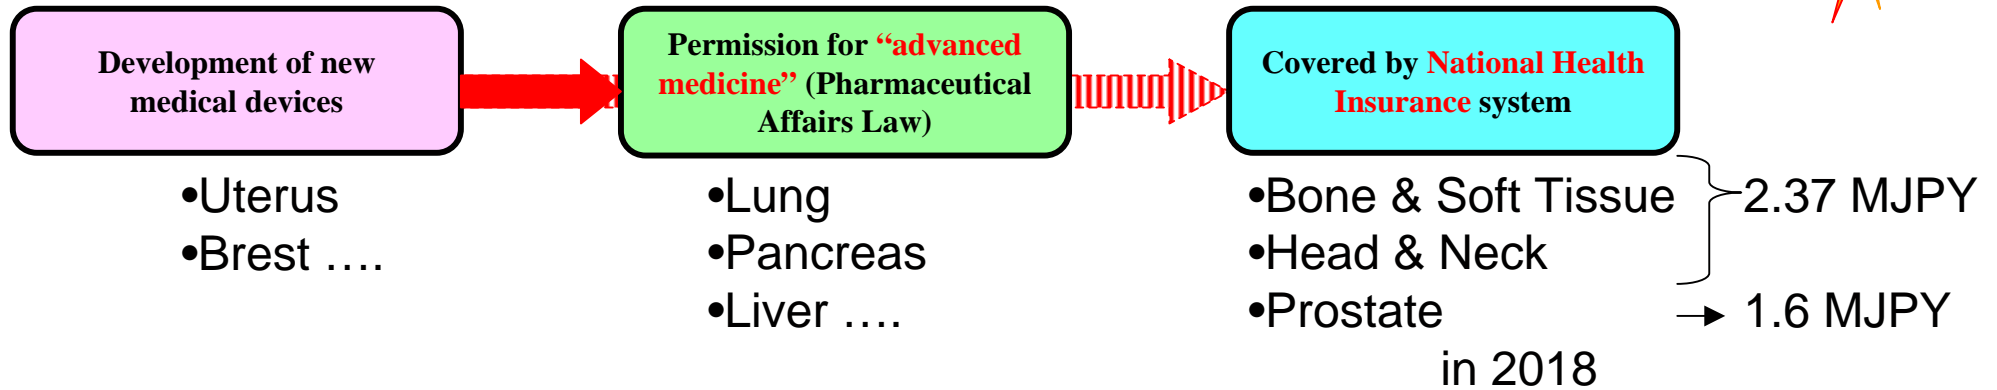 Development of new
medical devices
Permission for “advanced
medicine” (Pharmaceutical
Affairs Law)
Covered by National Health
Insurance system
•Uterus
•Brest ….
•Lung
•Pancreas
•Liver ….
•Bone & Soft Tissue
•Head & Neck
2.37 MJPY
•Prostate
1.6 MJPY
in 2018